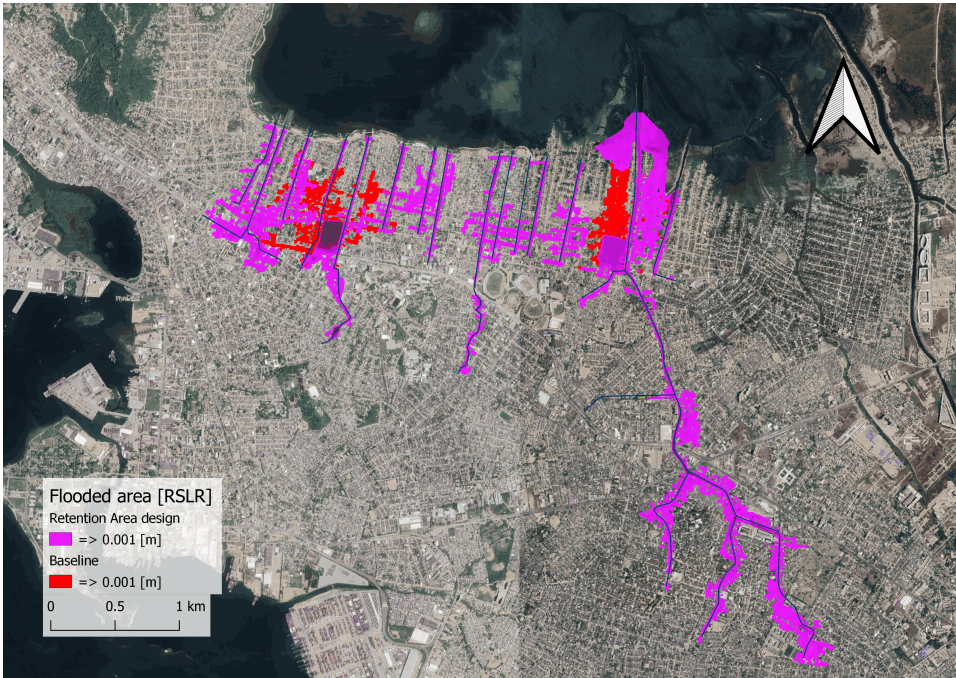 Flooded area [RSLR]
Retention Area design
=> 0.001 [m]
Baseline
=> 0.001 [m]
0 0.5 1 km